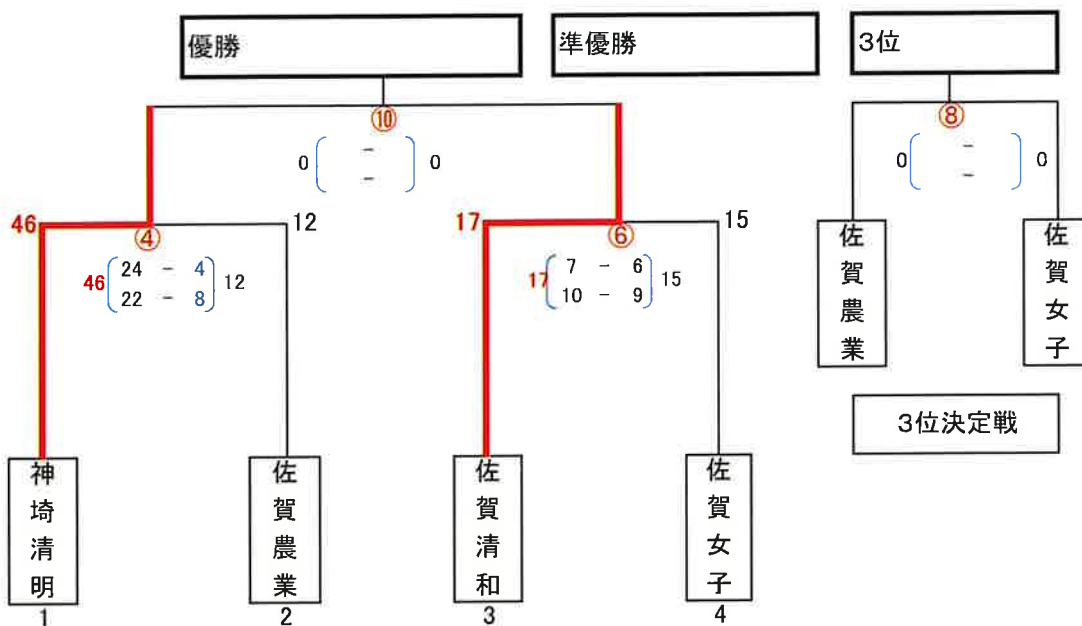 優勝
準優勝
3位
⑩
0 - 0
-
⑧
0 - 0
-
46
12
④
46 24 - 4 12
22 - 8
17
15
⑥
17 7 - 6 15
10 - 9
佐賀農業
佐賀女子
3位決定戦
神埼清明
佐賀農業
佐賀清和
佐賀女子
1
2
3
4